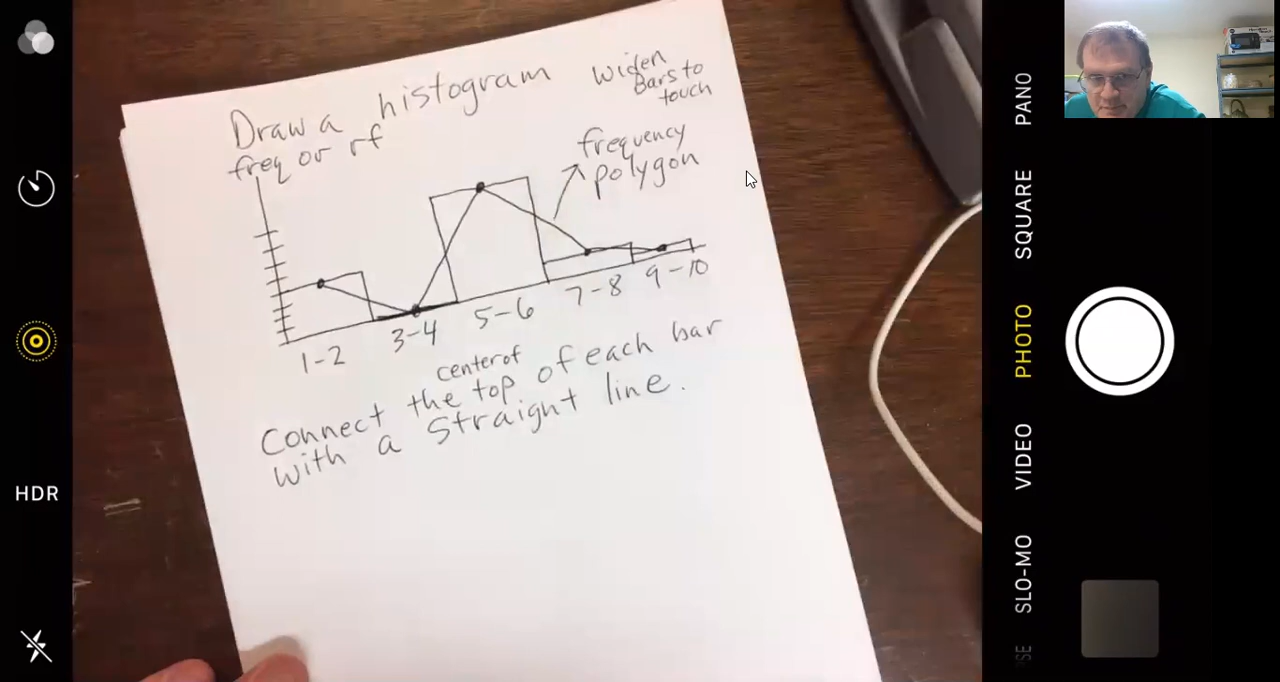 Draw a histogram
widen
Bars to
touch
freq or rf
frequency
polygon
1-2
3-4
5-6
7-8
9-10
center of
Connect the top of each bar
with a straight line.
HDR
PANO
SQUARE
PHOTO
VIDEO
SLO-MO